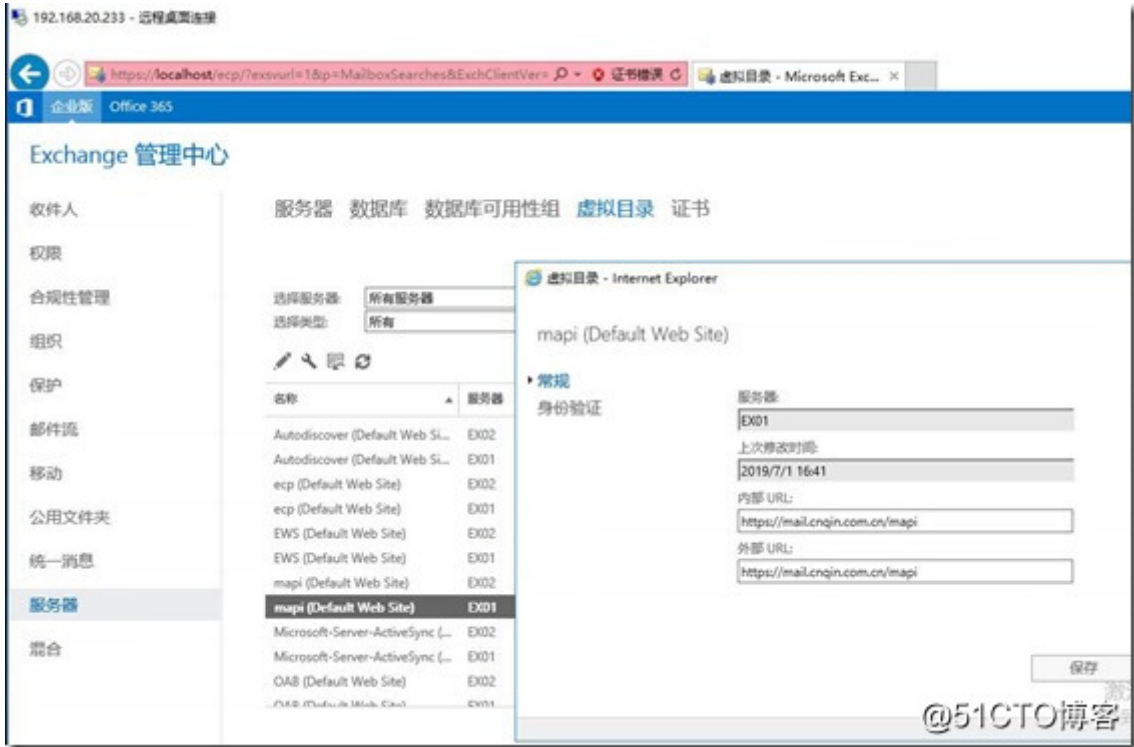 192.168.20.233 - 远程桌面连接
https://localhost/ecp/?exsvurl=1&p=MailboxSearches&ExchClientVer= 证书错误
虚拟目录 - Microsoft Exc...
企业版 Office 365
Exchange 管理中心
收件人
权限
合规性管理
组织
保护
邮件流
移动
公用文件夹
统一消息
服务器
混合
服务器 数据库 数据库可用性组 虚拟目录 证书
选择服务器: 所有服务器
选择类型: 所有
名称 服务器
Autodiscover (Default Web Si... EX02
Autodiscover (Default Web Si... EX01
ecp (Default Web Site) EX02
ecp (Default Web Site) EX01
EWS (Default Web Site) EX02
EWS (Default Web Site) EX01
mapi (Default Web Site) EX02
mapi (Default Web Site) EX01
Microsoft-Server-ActiveSync (... EX02
Microsoft-Server-ActiveSync (... EX01
OAB (Default Web Site) EX02
OAB (Default Web Site) EX01
虚拟目录 - Internet Explorer
mapi (Default Web Site)
常规
身份验证
服务器:
EX01
上次修改时间:
2019/7/1 16:41
内部 URL:
https://mail.cnqin.com.cn/mapi
外部 URL:
https://mail.cnqin.com.cn/mapi
保存
@51CTO博客